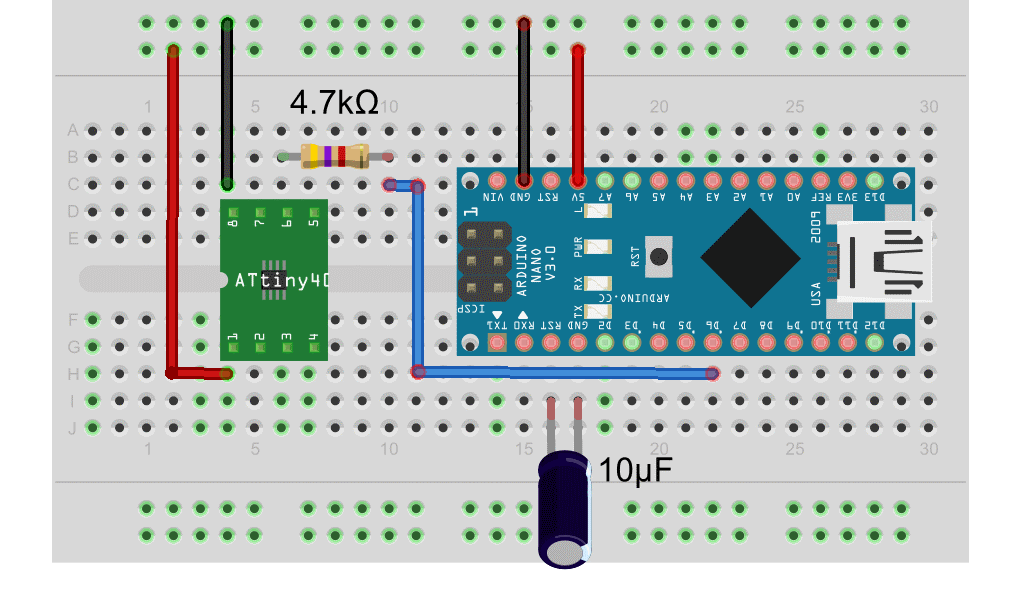 4.7kΩ
1 5 10 15 20 25 30
A
B
C
D
E
F
G
H
I
J
8 7 6 5
ATtiny4
1 2 3 4
VIN GND RST 5V A7 A6 A5 A4 A3 A2 A1 A0 REF 3V3 D13
1
L
PWR
RX
TX
RST
ARDUINO
NANO
V3.0
ARDUINO.CC
ICSP
2009
USA
TX1 RX0 RST GND D2 D3 D4 D5 D6 D7 D8 D9 D10 D11 D12
1 5 10 15 20 25 30
10µF